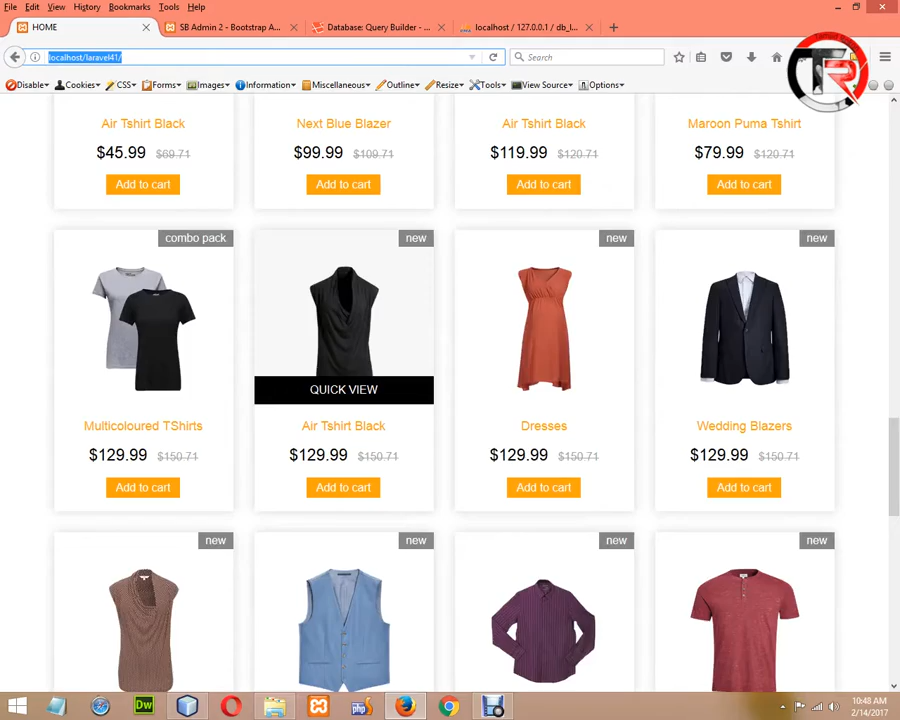 File Edit View History Bookmarks Tools Help
HOME SB Admin 2 - Bootstrap A... Database: Query Builder - ... localhost / 127.0.0.1 / db_l...
localhost/laravel41/ Search
Disable Cookies CSS Forms Images Information Miscellaneous Outline Resize Tools View Source Options
Air Tshirt Black Next Blue Blazer Air Tshirt Black Maroon Puma Tshirt
$45.99 $69.71 $99.99 $109.71 $119.99 $120.71 $79.99 $120.71
Add to cart Add to cart Add to cart Add to cart
combo pack new new new
QUICK VIEW
Multicoloured TShirts Air Tshirt Black Dresses Wedding Blazers
$129.99 $150.71 $129.99 $150.71 $129.99 $150.71 $129.99 $150.71
Add to cart Add to cart Add to cart Add to cart
new new new new
Dw php
10:48 AM
2/14/2017